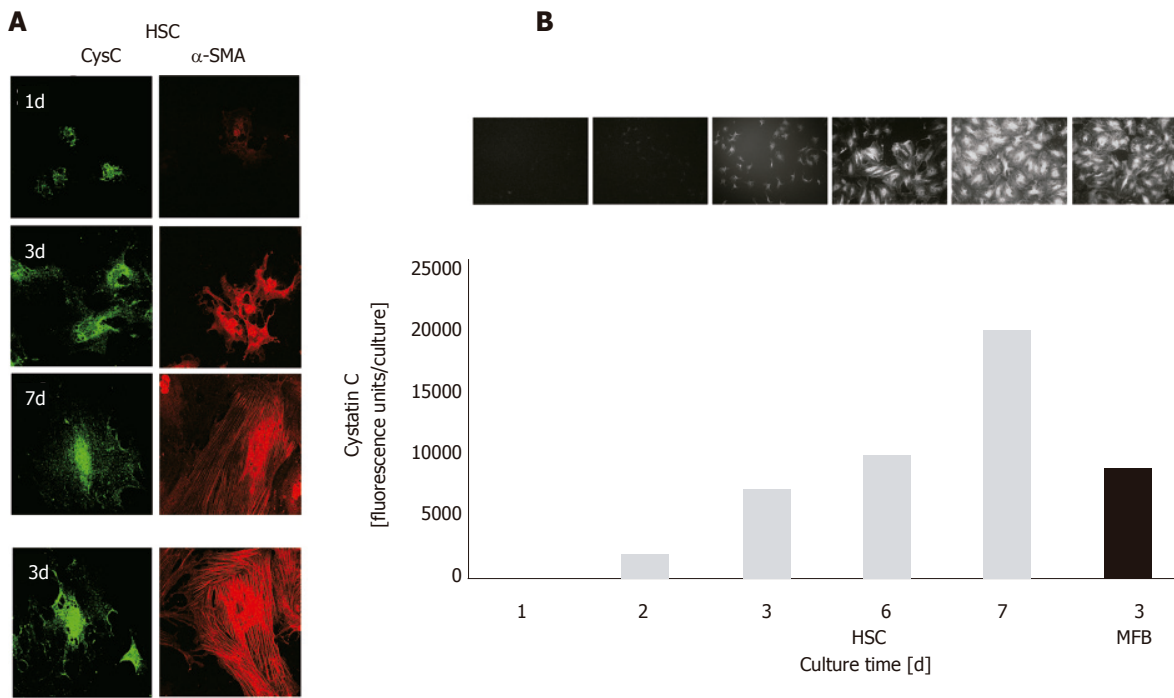 A
HSC
CysC α-SMA
1d
3d
7d
3d
B
25000
20000
15000
10000
5000
0
Cystatin C
[fluorescence units/culture]
1 2 3 6 7 3
HSC MFB
Culture time [d]